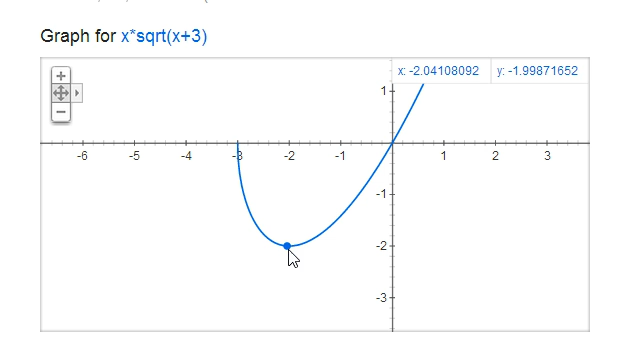 Graph for x*sqrt(x+3)
x: -2.04108092 y: -1.99871652
1
-6 -5 -4 -3 -2 -1 1 2 3
-1
-2
-3